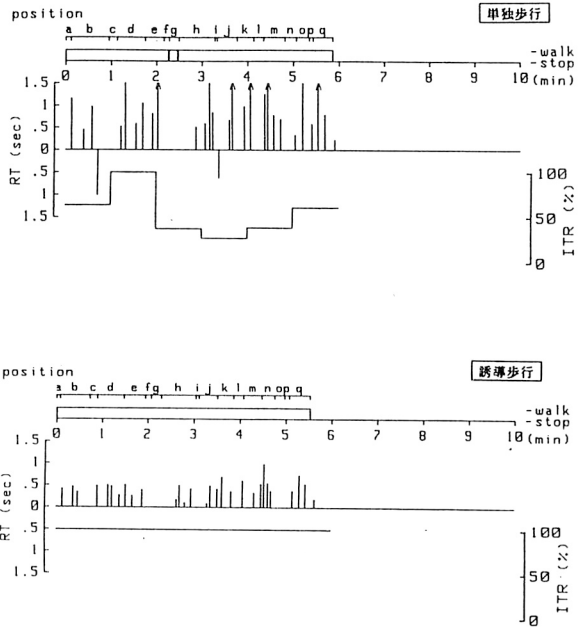 position
単独歩行
a b c d e f g h i j k l m n o p q
-walk
-stop
0 1 2 3 4 5 6 7 8 9 10 (min)
1.5
1
.5
0
.5
1
1.5
RT (sec)
100
50
0
ITR (%)
position
誘導歩行
a b c d e f g h i j k l m n o p q
-walk
-stop
0 1 2 3 4 5 6 7 8 9 10 (min)
1.5
1
.5
0
.5
1
1.5
RT (sec)
100
50
0
ITR (%)